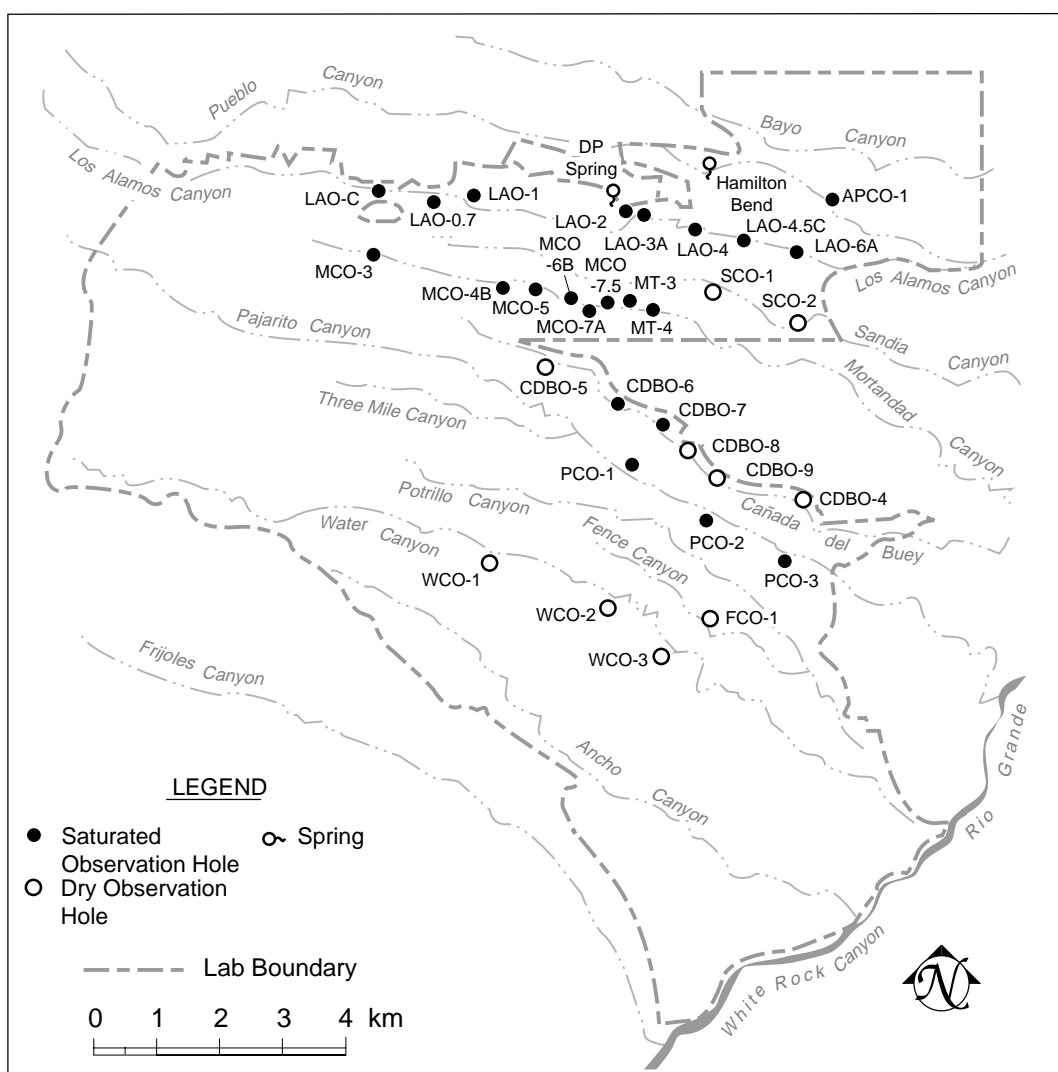 Pueblo Canyon
Bayo Canyon
Los Alamos Canyon
DP
Spring
Hamilton
Bend
APCO-1
LAO-C
LAO-0.7
LAO-1
LAO-2
LAO-3A
LAO-4
LAO-4.5C
LAO-6A
Los Alamos Canyon
MCO-3
MCO-4B
MCO-5
MCO
-6B
MCO
-7.5
MCO-7A
MT-3
MT-4
SCO-1
SCO-2
Sandia Canyon
Mortandad Canyon
Pajarito Canyon
Three Mile Canyon
CDBO-5
CDBO-6
CDBO-7
CDBO-8
CDBO-9
CDBO-4
Cañada del Buey
PCO-1
PCO-2
PCO-3
Potrillo Canyon
Fence Canyon
Water Canyon
WCO-1
WCO-2
WCO-3
FCO-1
Frijoles Canyon
Ancho Canyon
Rio Grande
White Rock Canyon
LEGEND
Saturated
Observation Hole
Spring
Dry Observation
Hole
Lab Boundary
0 1 2 3 4 km
N